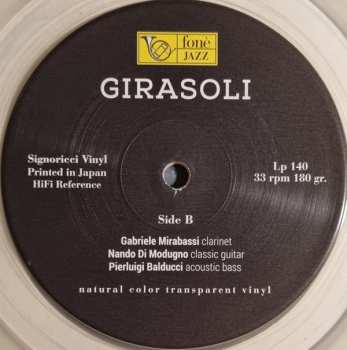 fonè
JAZZ
GIRASOLI
Signoricci Vinyl
Printed in Japan
HiFi Reference
Lp 140
33 rpm 180 gr.
Side B
Gabriele Mirabassi clarinet
Nando Di Modugno classic guitar
Pierluigi Balducci acoustic bass
natural color transparent vinyl